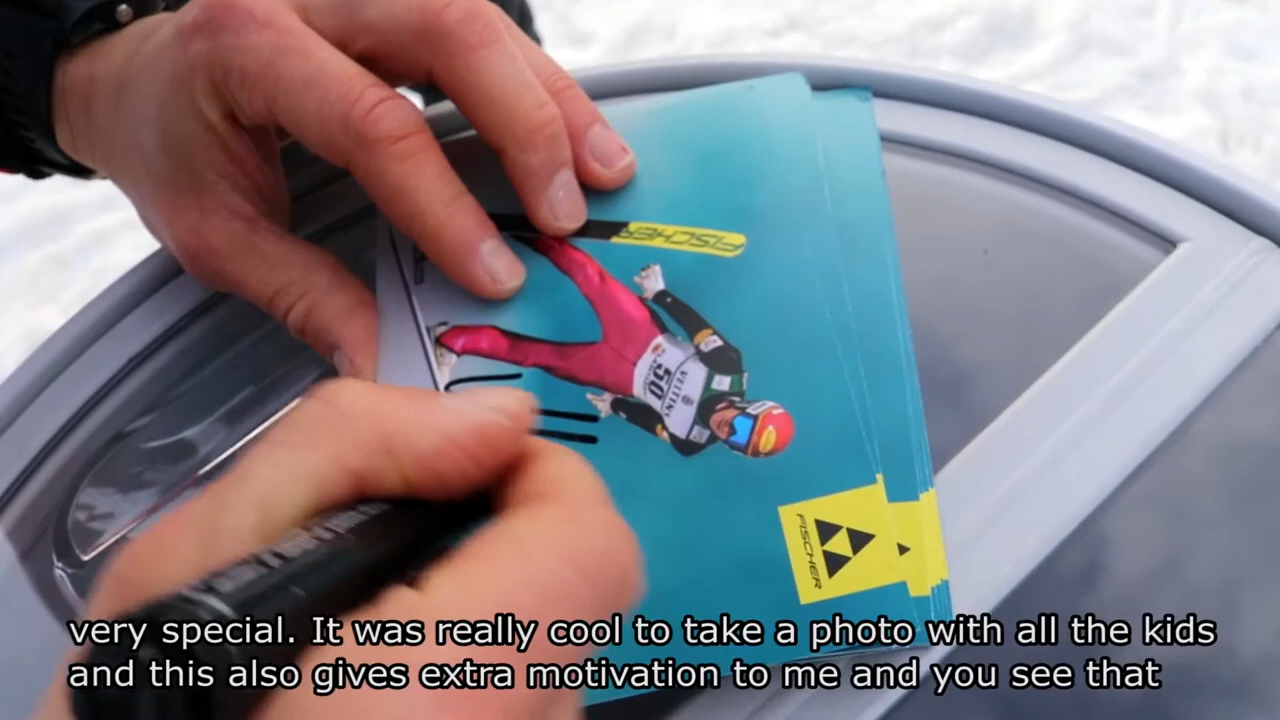 FISCHER
50
VELTINS
FISCHER
very special. It was really cool to take a photo with all the kids
and this also gives extra motivation to me and you see that